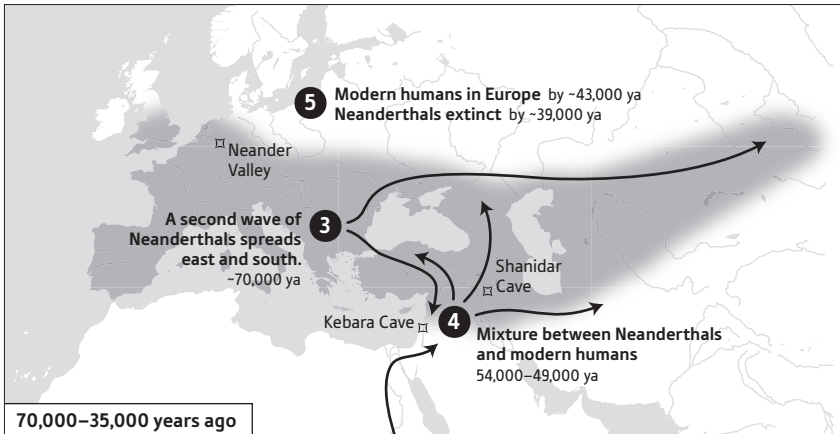 5
Modern humans in Europe by ~43,000 ya
Neanderthals extinct by ~39,000 ya
Neander
Valley
3
A second wave of
Neanderthals spreads
east and south.
~70,000 ya
Shanidar
Cave
Kebara Cave
4
Mixture between Neanderthals
and modern humans
54,000–49,000 ya
70,000–35,000 years ago